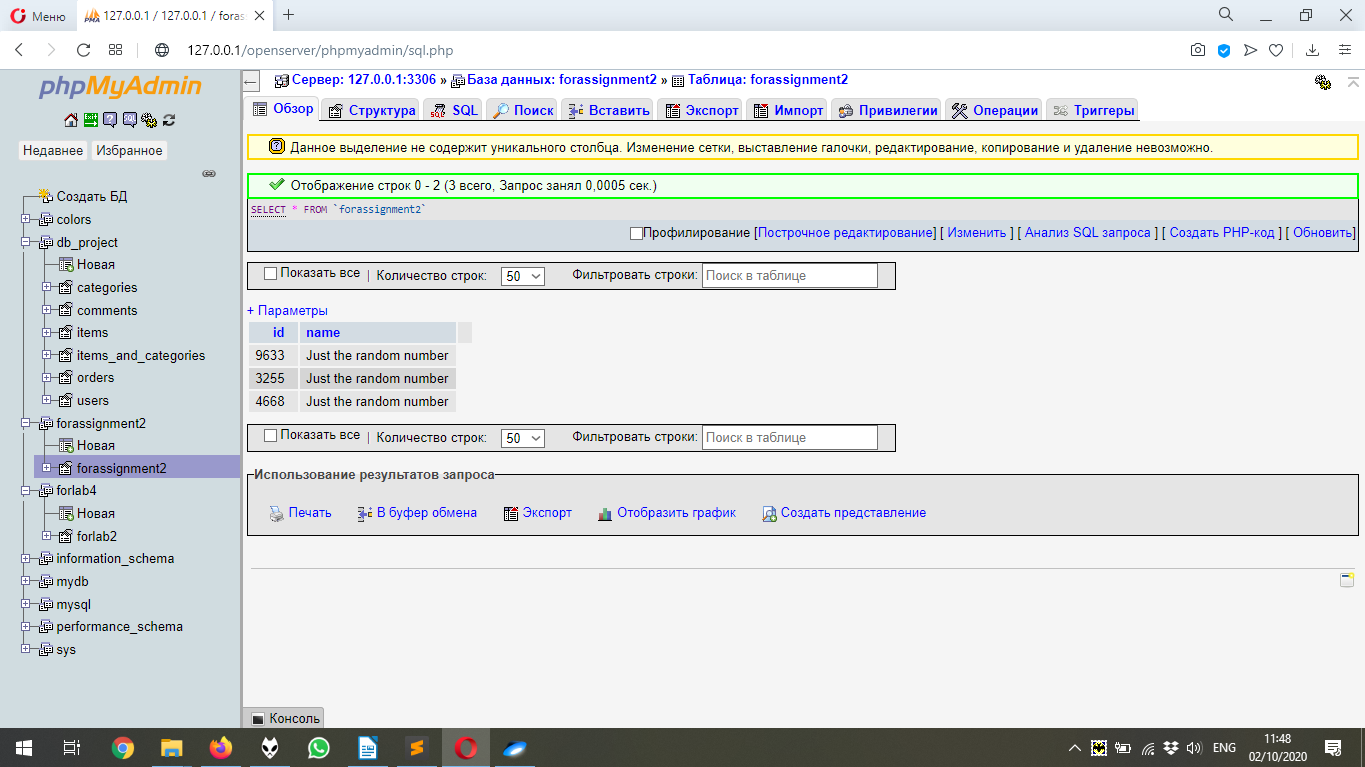 Меню
127.0.0.1 / 127.0.0.1 / foras
127.0.0.1/openserver/phpmyadmin/sql.php
phpMyAdmin
Недавнее Избранное
Создать БД
colors
db_project
Новая
categories
comments
items
items_and_categories
orders
users
forassignment2
Новая
forassignment2
forlab4
Новая
forlab2
information_schema
mydb
mysql
performance_schema
sys
Сервер: 127.0.0.1:3306 » База данных: forassignment2 » Таблица: forassignment2
Обзор Структура SQL Поиск Вставить Экспорт Импорт Привилегии Операции Триггеры
Данное выделение не содержит уникального столбца. Изменение сетки, выставление галочки, редактирование, копирование и удаление невозможно.
Отображение строк 0 - 2 (3 всего, Запрос занял 0,0005 сек.)
SELECT * FROM `forassignment2`
Профилирование [Построчное редактирование] [ Изменить ] [ Анализ SQL запроса ] [ Создать PHP-код ] [ Обновить]
Показать все | Количество строк: 50 Фильтровать строки: Поиск в таблице
+ Параметры
id name
9633 Just the random number
3255 Just the random number
4668 Just the random number
Показать все | Количество строк: 50 Фильтровать строки: Поиск в таблице
Использование результатов запроса
Печать В буфер обмена Экспорт Отобразить график Создать представление
Консоль
ENG
11:48
02/10/2020